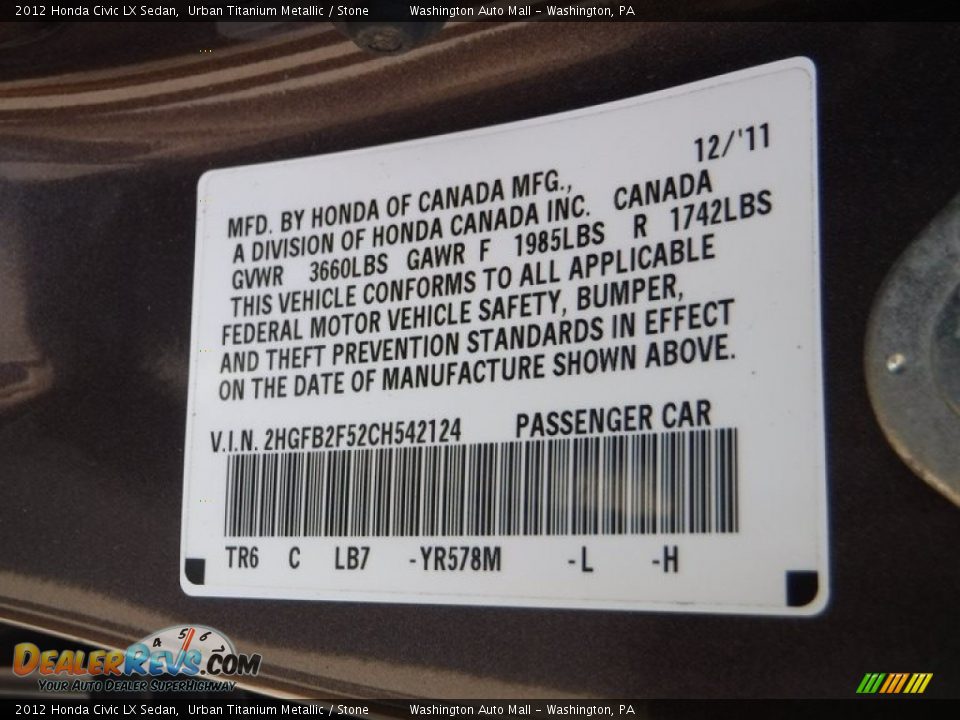 2012 Honda Civic LX Sedan, Urban Titanium Metallic / Stone Washington Auto Mall - Washington, PA
12/'11
MFD. BY HONDA OF CANADA MFG.,
A DIVISION OF HONDA CANADA INC. CANADA
GVWR 3660LBS GAWR F 1985LBS R 1742LBS
THIS VEHICLE CONFORMS TO ALL APPLICABLE
FEDERAL MOTOR VEHICLE SAFETY, BUMPER,
AND THEFT PREVENTION STANDARDS IN EFFECT
ON THE DATE OF MANUFACTURE SHOWN ABOVE.
V.I.N. 2HGFB2F52CH542124 PASSENGER CAR
TR6 C LB7 -YR578M -L -H
4 5 6 7
DEALERREVS.COM
YOUR AUTO DEALER SUPERHIGHWAY
2012 Honda Civic LX Sedan, Urban Titanium Metallic / Stone Washington Auto Mall - Washington, PA